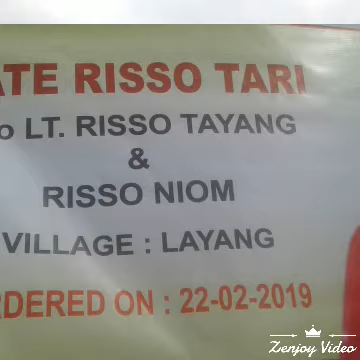 ATE RISSO TARI
o LT. RISSO TAYANG
&
RISSO NIOM
VILLAGE : LAYANG
RDERED ON : 22-02-2019
Zenjoy Video